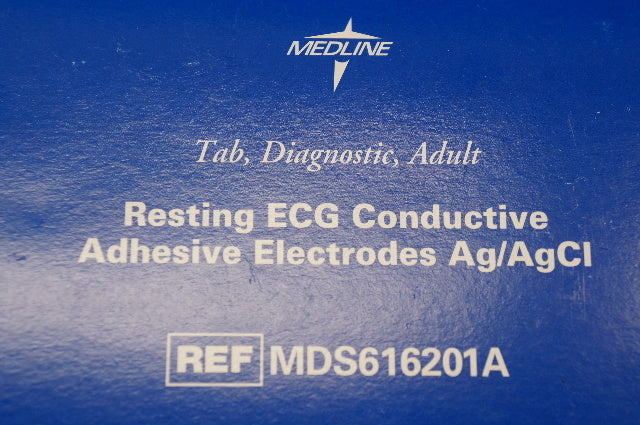 MEDLINE
Tab, Diagnostic, Adult
Resting ECG Conductive
Adhesive Electrodes Ag/AgCl
REF MDS616201A